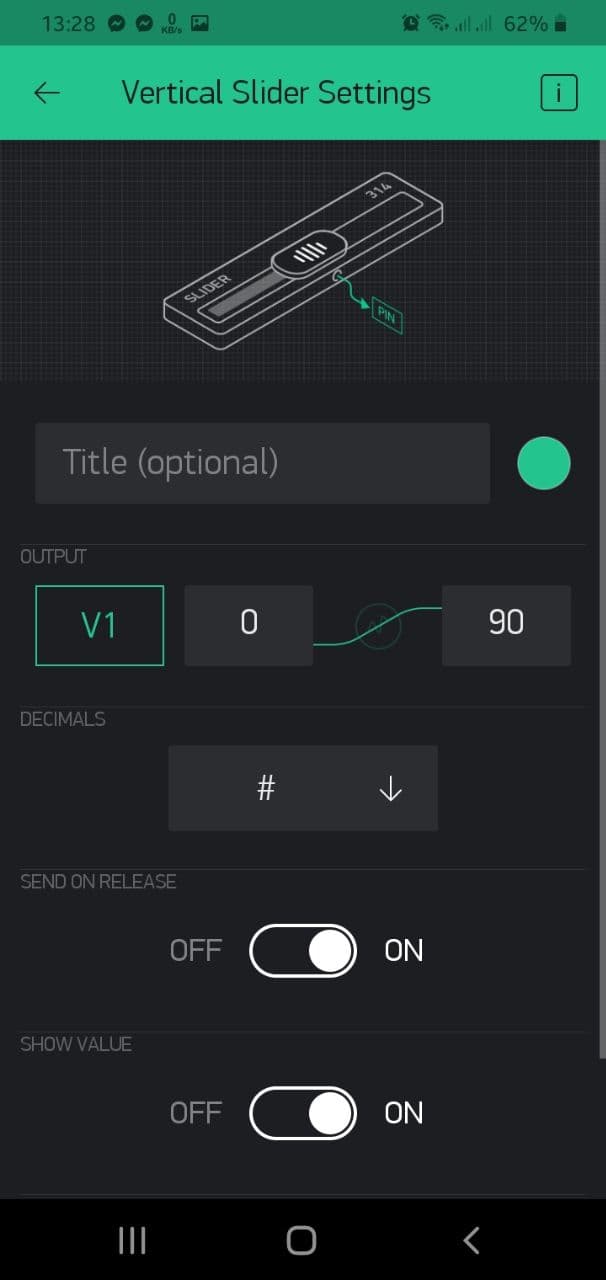 13:28 0 KB/s 62%
Vertical Slider Settings i
314
SLIDER
PIN
Title (optional)
OUTPUT
V1 0 90
DECIMALS
#
SEND ON RELEASE
OFF ON
SHOW VALUE
OFF ON